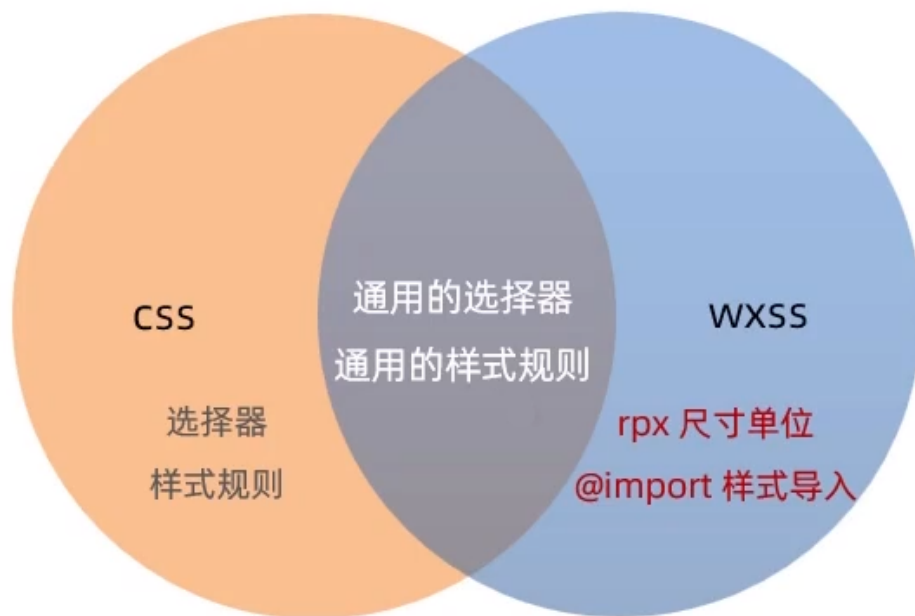 css
选择器
样式规则
通用的选择器
通用的样式规则
wxss
rpx 尺寸单位
@import 样式导入